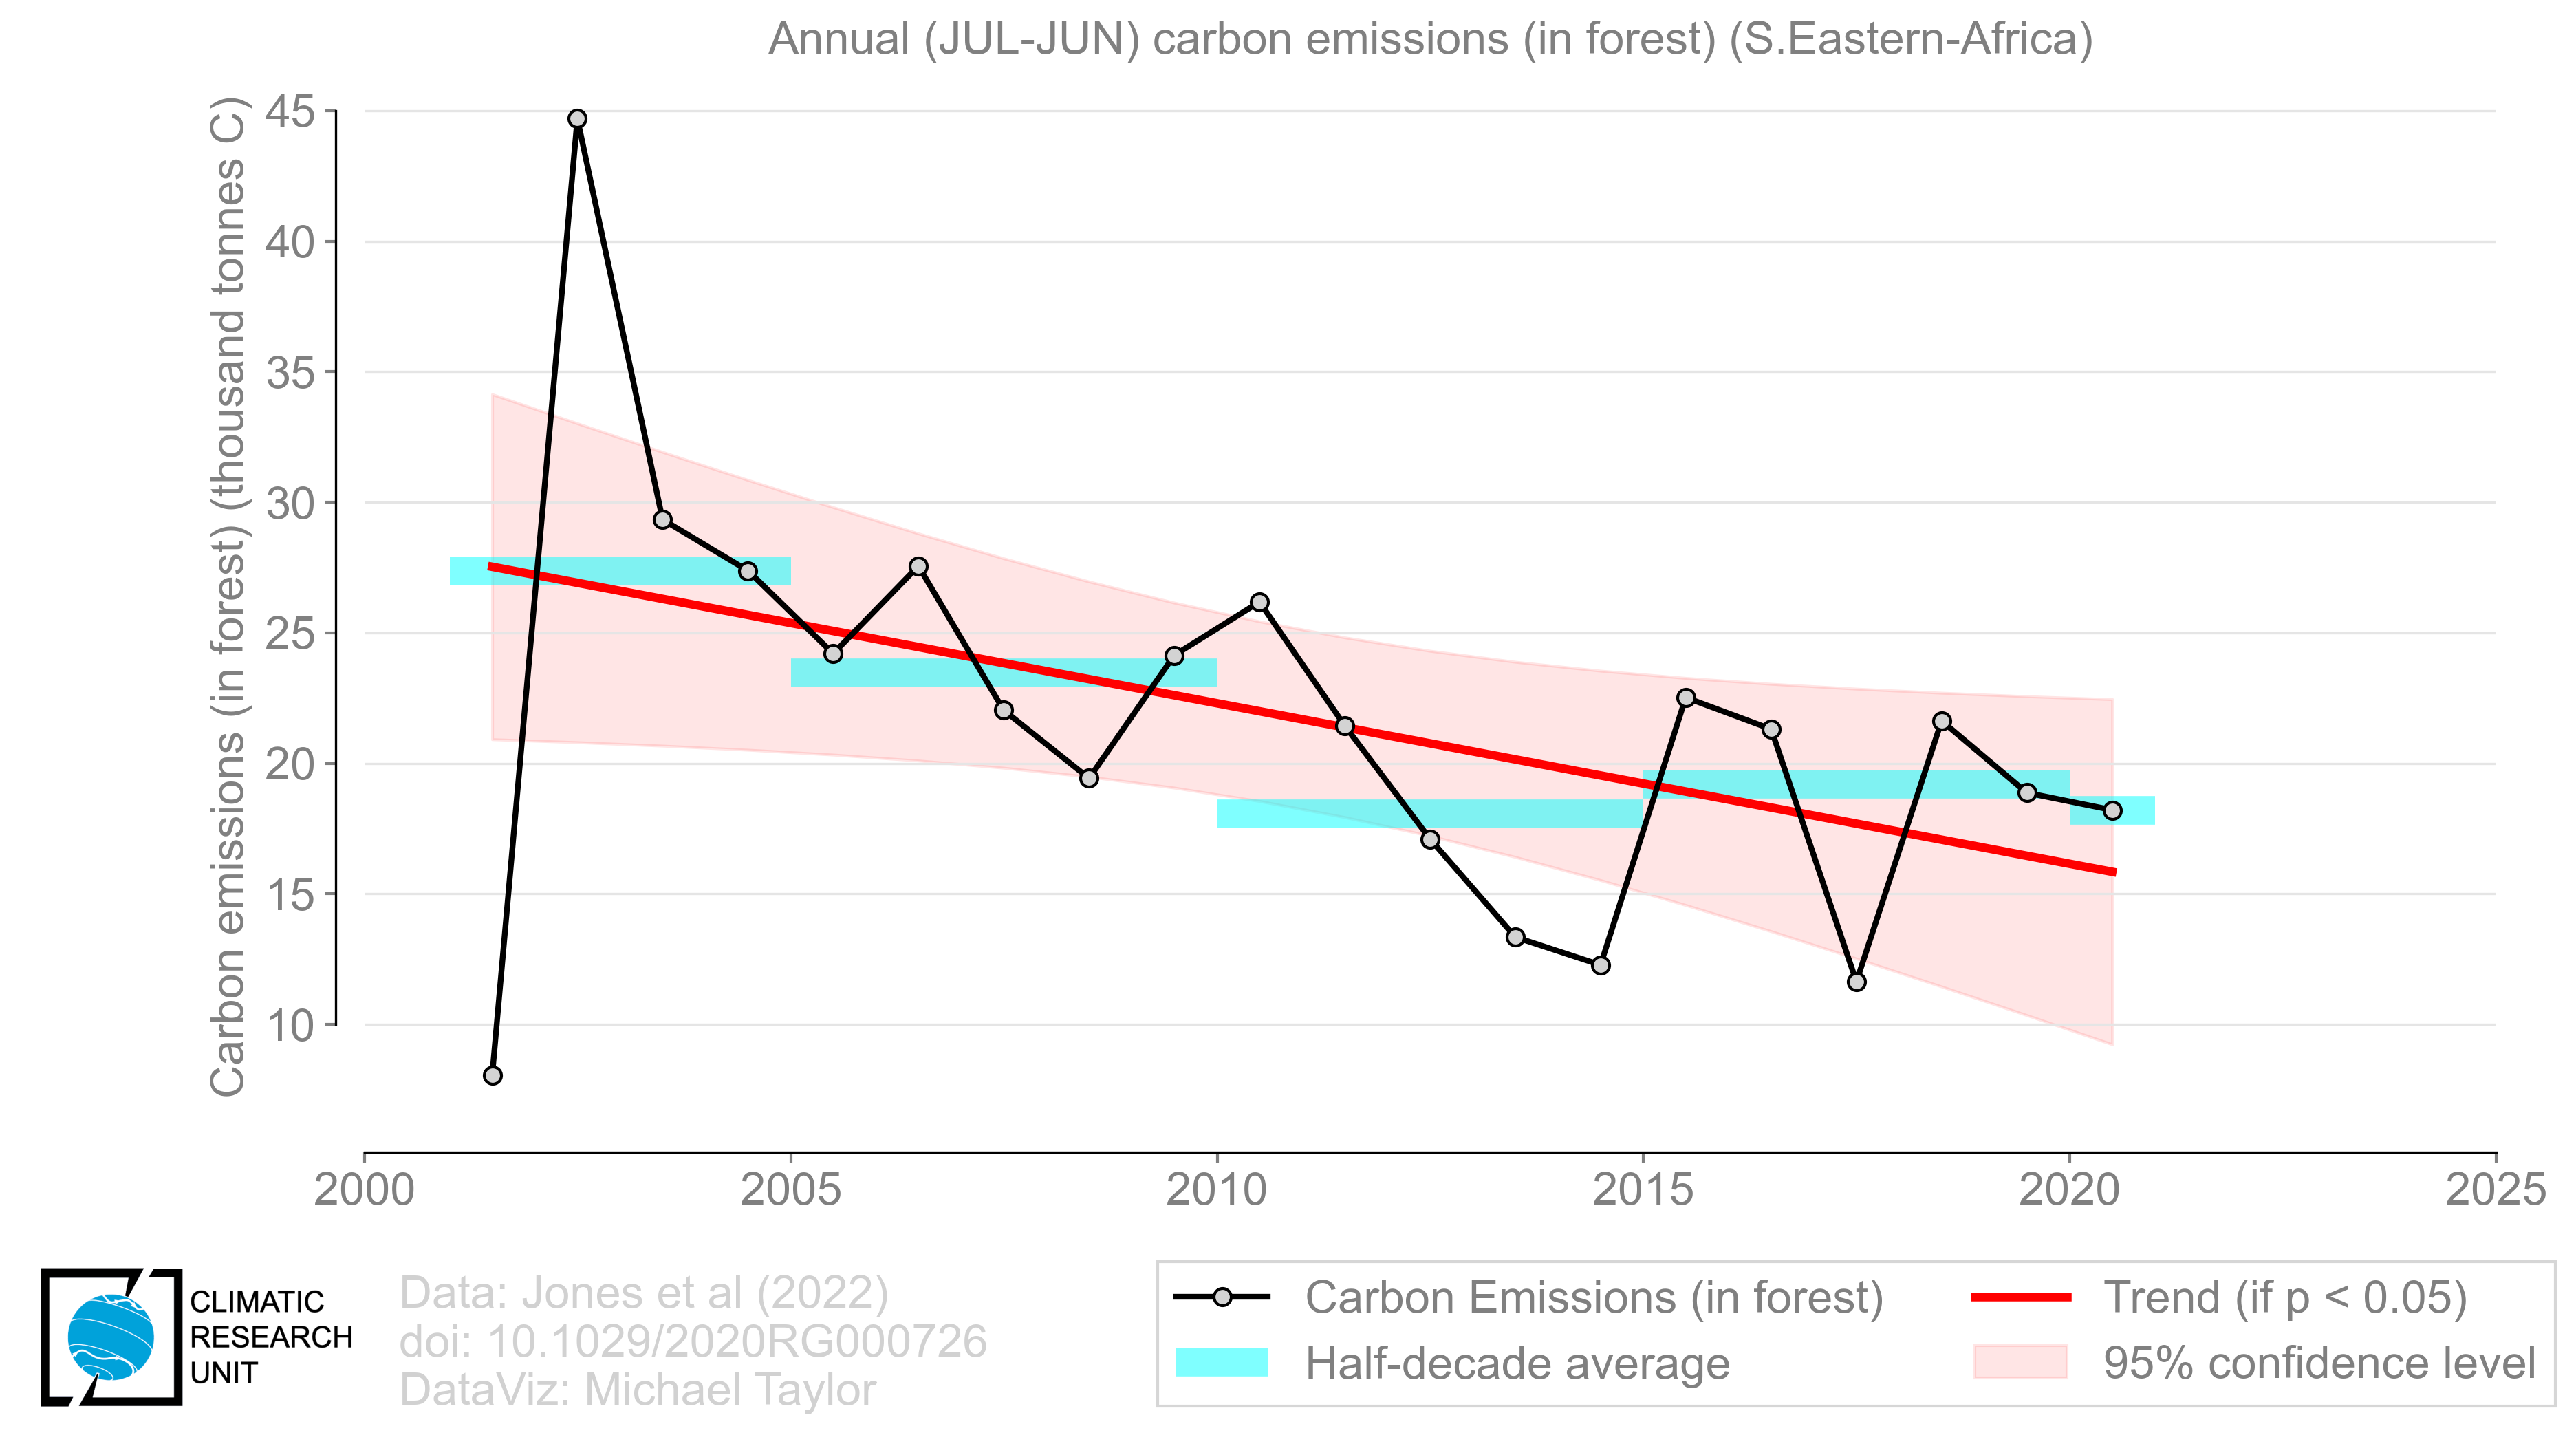 Annual (JUL-JUN) carbon emissions (in forest) (S.Eastern-Africa)
Carbon emissions (in forest) (thousand tonnes C)
45
40
35
30
25
20
15
10
2000 2005 2010 2015 2020 2025
CLIMATIC
RESEARCH
UNIT
Data: Jones et al (2022)
doi: 10.1029/2020RG000726
DataViz: Michael Taylor
Carbon Emissions (in forest)
Half-decade average
Trend (if p < 0.05)
95% confidence level